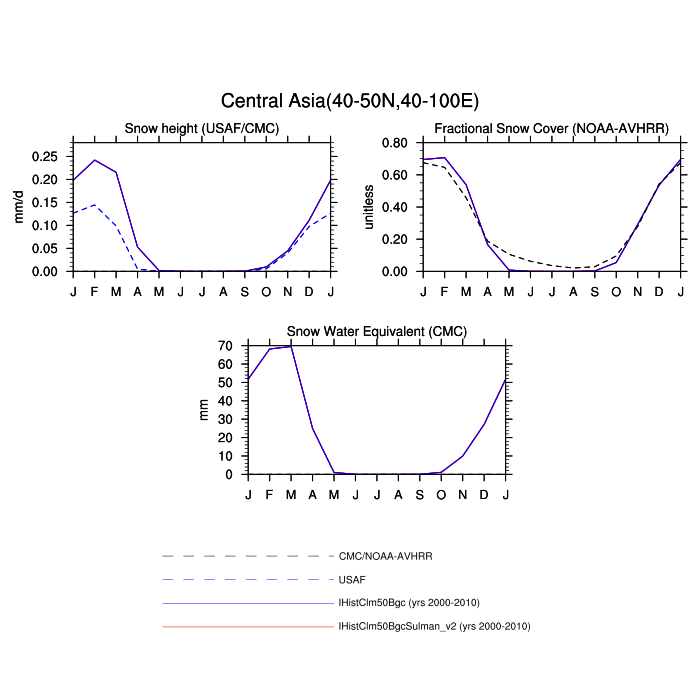 Central Asia(40-50N,40-100E)
Snow height (USAF/CMC)
mm/d
0.25
0.20
0.15
0.10
0.05
0.00
J F M A M J J A S O N D J
Fractional Snow Cover (NOAA-AVHRR)
unitless
0.80
0.60
0.40
0.20
0.00
J F M A M J J A S O N D J
Snow Water Equivalent (CMC)
mm
70
60
50
40
30
20
10
0
J F M A M J J A S O N D J
CMC/NOAA-AVHRR
USAF
IHistClm50Bgc (yrs 2000-2010)
IHistClm50BgcSulman_v2 (yrs 2000-2010)